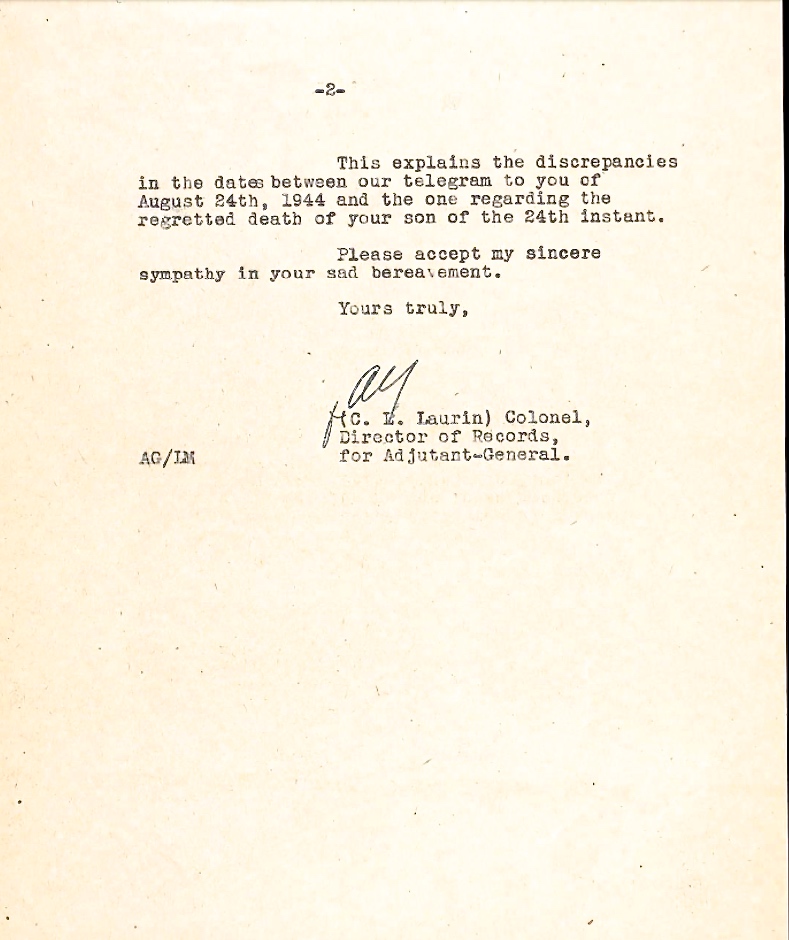 -2-
This explains the discrepancies
in the dates between our telegram to you of
August 24th, 1944 and the one regarding the
regretted death of your son of the 24th instant.
Please accept my sincere
sympathy in your sad bereavement.
Yours truly,
(C. L. Laurin) Colonel,
Director of Records,
AG/LM for Adjutant-General.